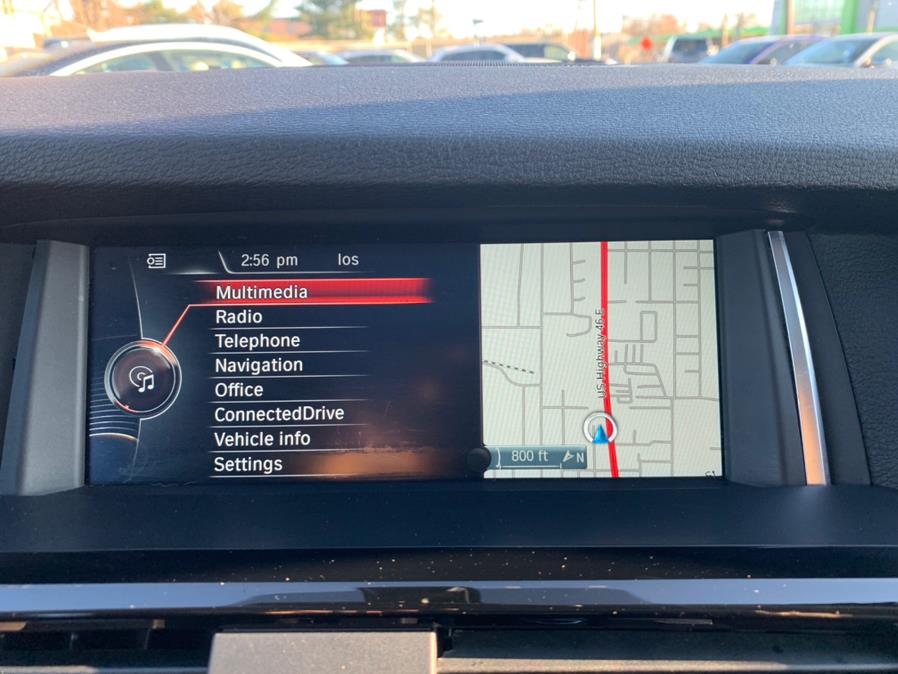 2:56 pm los
Multimedia
Radio
Telephone
Navigation
Office
ConnectedDrive
Vehicle info
Settings
US Highway 46 E
800 ft N